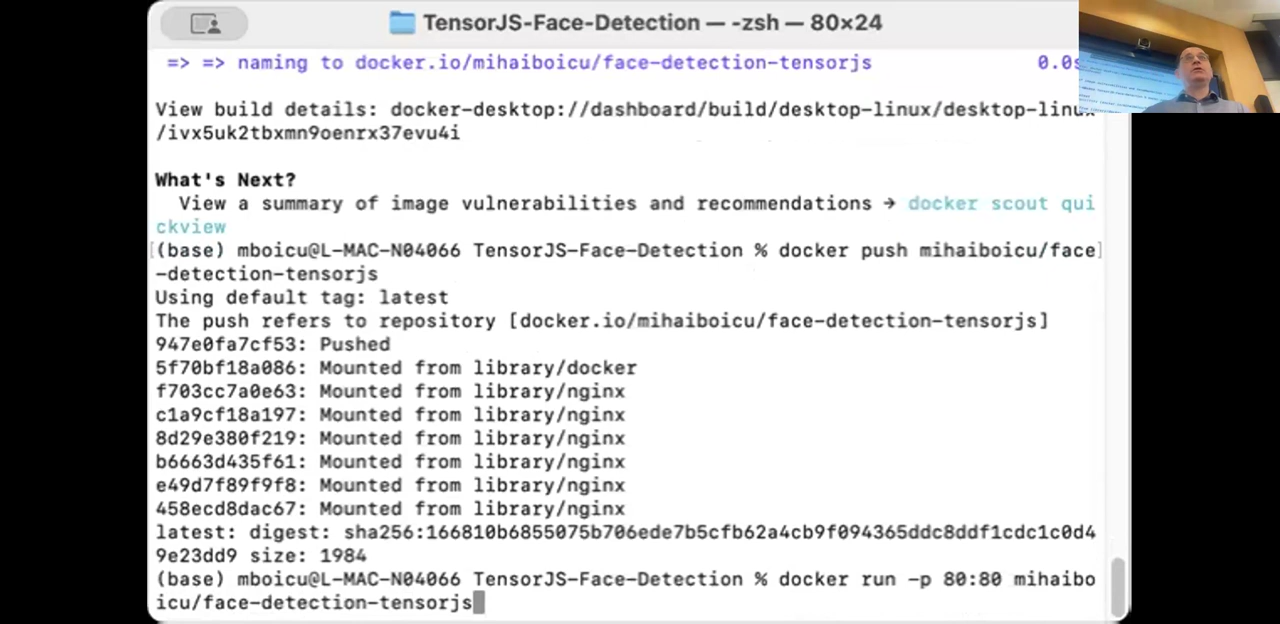 TensorJS-Face-Detection — -zsh — 80×24
=> => naming to docker.io/mihaiboicu/face-detection-tensorjs 0.0s
View build details: docker-desktop://dashboard/build/desktop-linux/desktop-linux
/ivx5uk2tbxmn9oenrx37evu4i
What's Next?
View a summary of image vulnerabilities and recommendations → docker scout qui
ckview
[(base) mboicu@L-MAC-N04066 TensorJS-Face-Detection % docker push mihaiboicu/face]
-detection-tensorjs
Using default tag: latest
The push refers to repository [docker.io/mihaiboicu/face-detection-tensorjs]
947e0fa7cf53: Pushed
5f70bf18a086: Mounted from library/docker
f703cc7a0e63: Mounted from library/nginx
c1a9cf18a197: Mounted from library/nginx
8d29e380f219: Mounted from library/nginx
b6663d435f61: Mounted from library/nginx
e49d7f89f9f8: Mounted from library/nginx
458ecd8dac67: Mounted from library/nginx
latest: digest: sha256:166810b6855075b706ede7b5cfb62a4cb9f094365ddc8ddf1cdc1c0d4
9e23dd9 size: 1984
(base) mboicu@L-MAC-N04066 TensorJS-Face-Detection % docker run -p 80:80 mihaibo
icu/face-detection-tensorjs